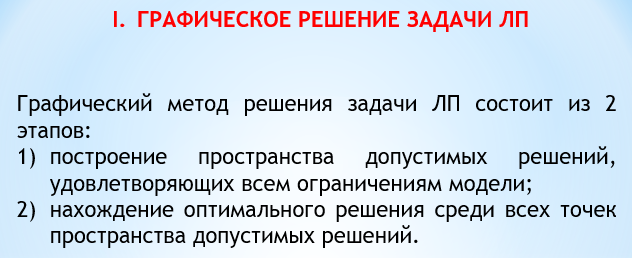 I. ГРАФИЧЕСКОЕ РЕШЕНИЕ ЗАДАЧИ ЛП
Графический метод решения задачи ЛП состоит из 2
этапов:
1) построение пространства допустимых решений,
удовлетворяющих всем ограничениям модели;
2) нахождение оптимального решения среди всех точек
пространства допустимых решений.